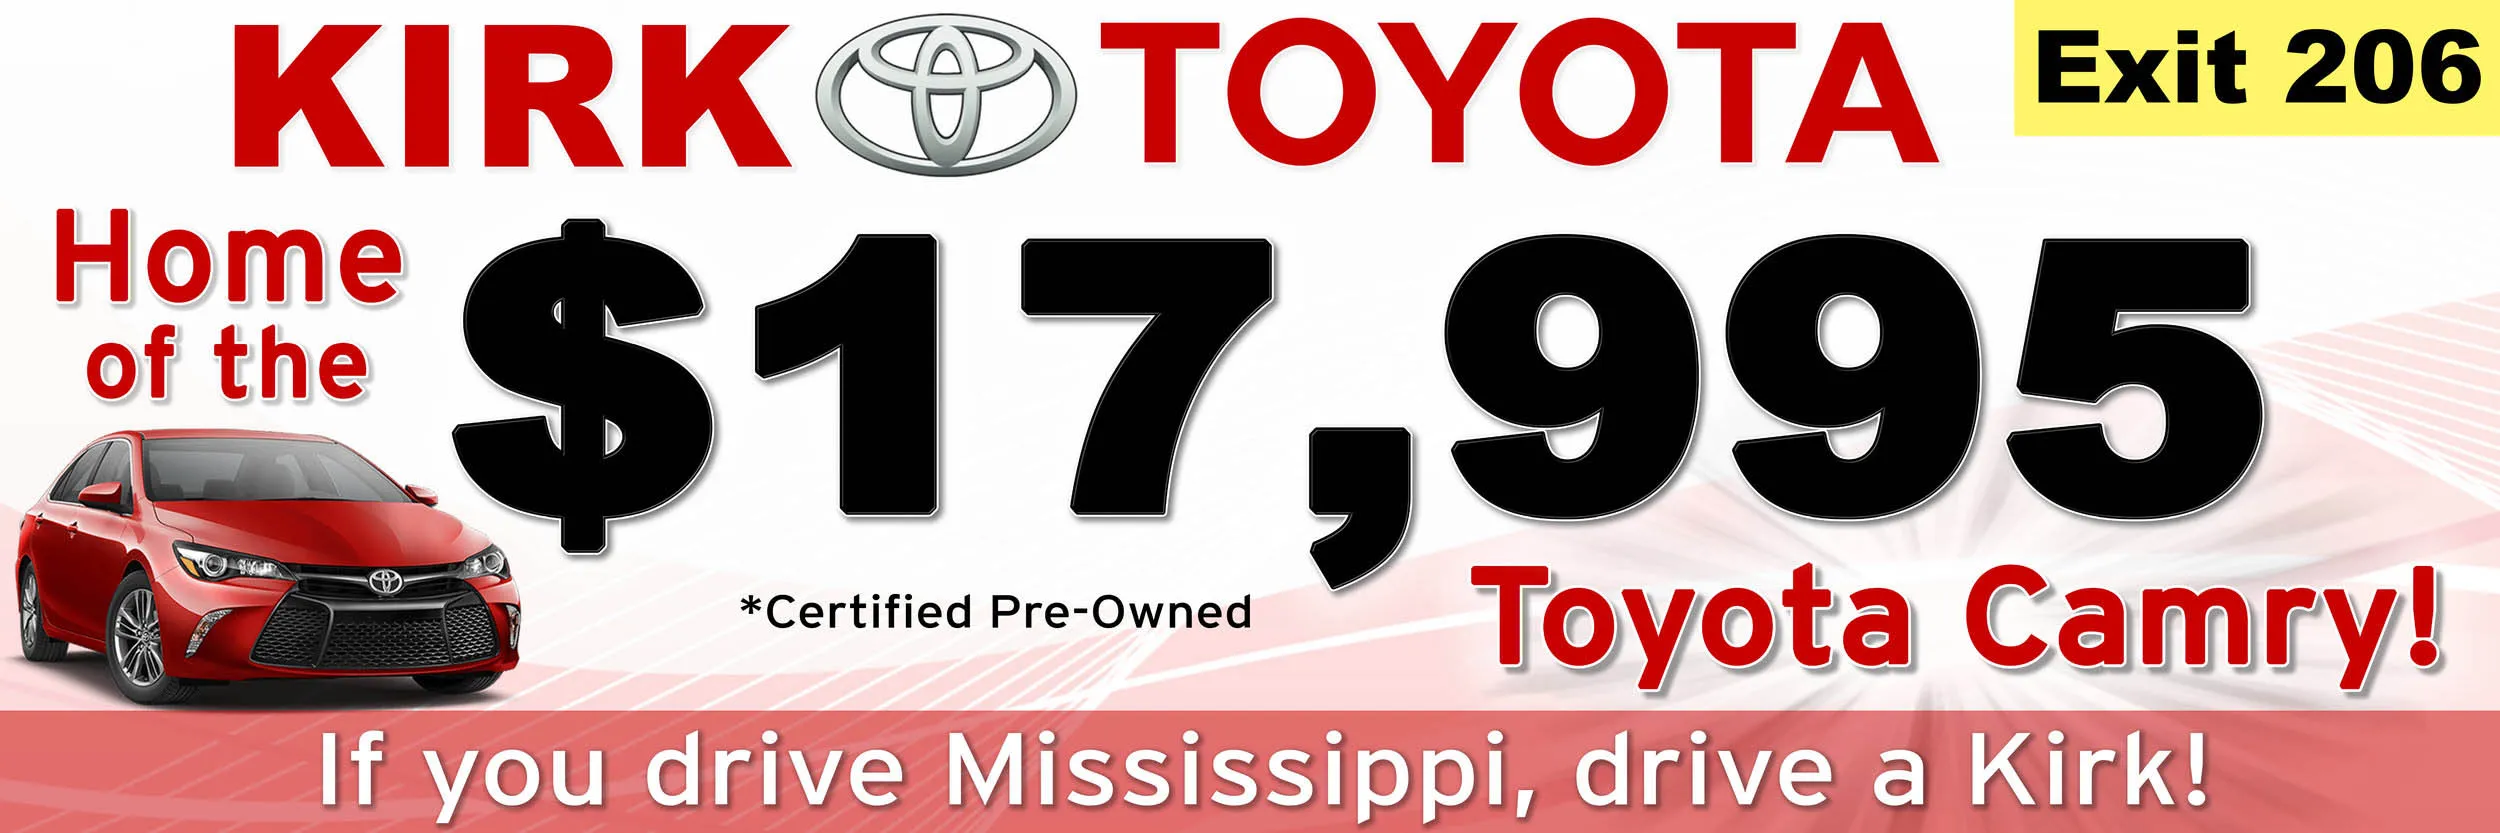 KIRK TOYOTA
Exit 206
Home
of the
$17,995
*Certified Pre-Owned
Toyota Camry!
If you drive Mississippi, drive a Kirk!